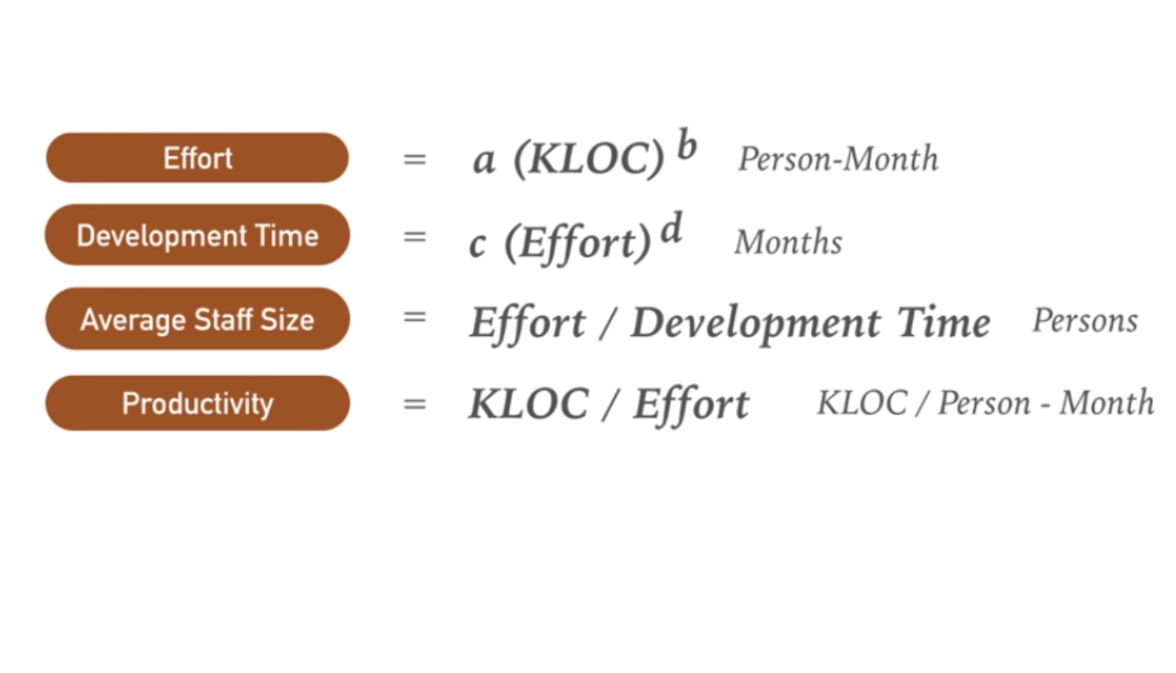 Effort = a (KLOC) b Person-Month
Development Time = c (Effort) d Months
Average Staff Size = Effort / Development Time Persons
Productivity = KLOC / Effort KLOC / Person - Month